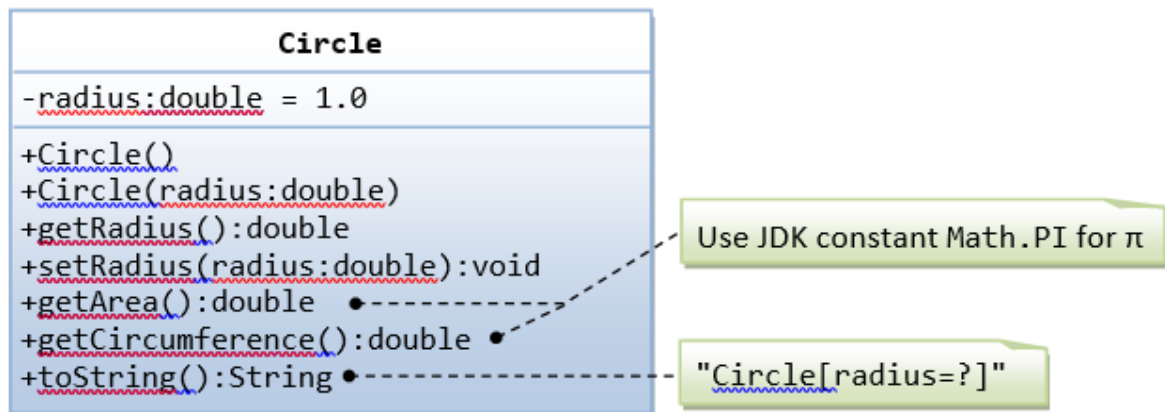 Circle
-radius:double = 1.0
+Circle()
+Circle(radius:double)
+getRadius():double
+setRadius(radius:double):void
+getArea():double
+getCircumference():double
+toString():String
Use JDK constant Math.PI for π
"Circle[radius=?]"